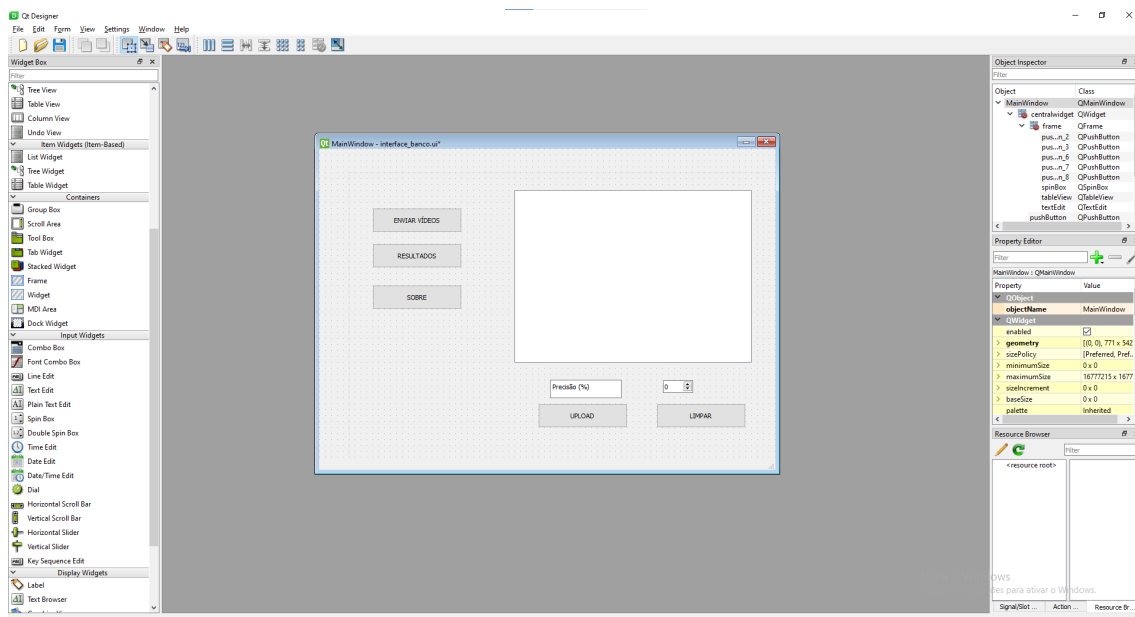 Qt Designer
File Edit Form View Settings Window Help
Widget Box
Filter
Tree View
Table View
Column View
Undo View
Item Widgets (Item-Based)
List Widget
Tree Widget
Table Widget
Containers
Group Box
Scroll Area
Tool Box
Tab Widget
Stacked Widget
Frame
Widget
MDI Area
Dock Widget
Input Widgets
Combo Box
Font Combo Box
Line Edit
Text Edit
Plain Text Edit
Spin Box
Double Spin Box
Time Edit
Date Edit
Date/Time Edit
Dial
Horizontal Scroll Bar
Vertical Scroll Bar
Horizontal Slider
Vertical Slider
Key Sequence Edit
Display Widgets
Label
Text Browser
MainWindow - interface_banco.ui*
ENVIAR VÍDEOS
RESULTADOS
SOBRE
Precisão (%) 0
UPLOAD LIMPAR
Object Inspector
Filter
Object Class
MainWindow QMainWindow
centralwidget QWidget
frame QFrame
pus...n_2 QPushButton
pus...n_3 QPushButton
pus...n_6 QPushButton
pus...n_7 QPushButton
pus...n_8 QPushButton
spinBox QSpinBox
tableView QTableView
textEdit QTextEdit
pushButton QPushButton
Property Editor
Filter
MainWindow : QMainWindow
Property Value
QObject
objectName MainWindow
QWidget
enabled
geometry [(0, 0), 771 x 542
sizePolicy [Preferred, Pref..
minimumSize 0 x 0
maximumSize 16777215 x 1677
sizeIncrement 0 x 0
baseSize 0 x 0
palette Inherited
Resource Browser
Filter
<resource root>
para ativar o Windows.
Signal/Slot ... Action ... Resource Br...